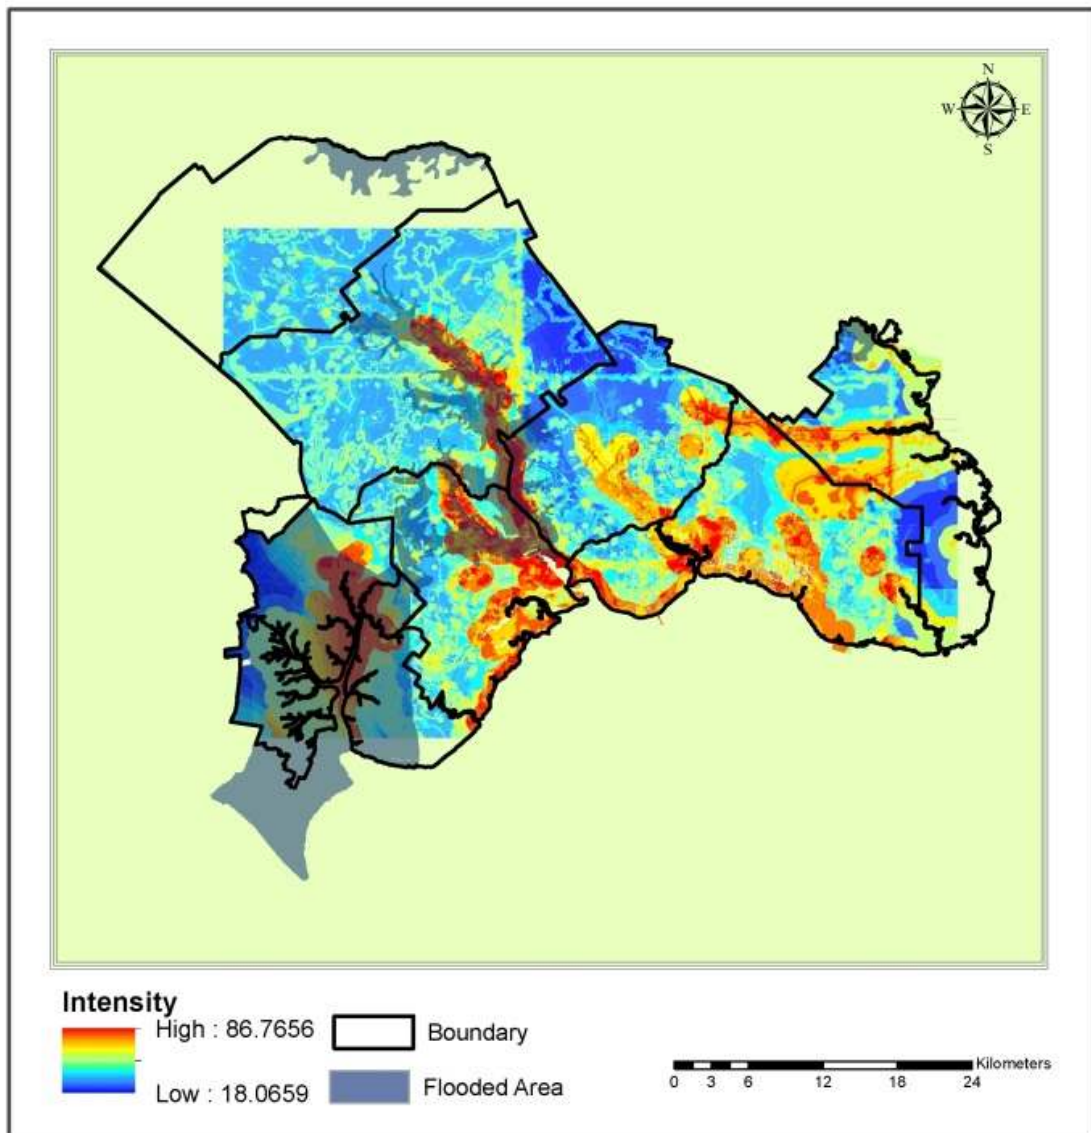 N
W E
S
Intensity
High : 86.7656
Low : 18.0659
Boundary
Flooded Area
Kilometers
0 3 6 12 18 24